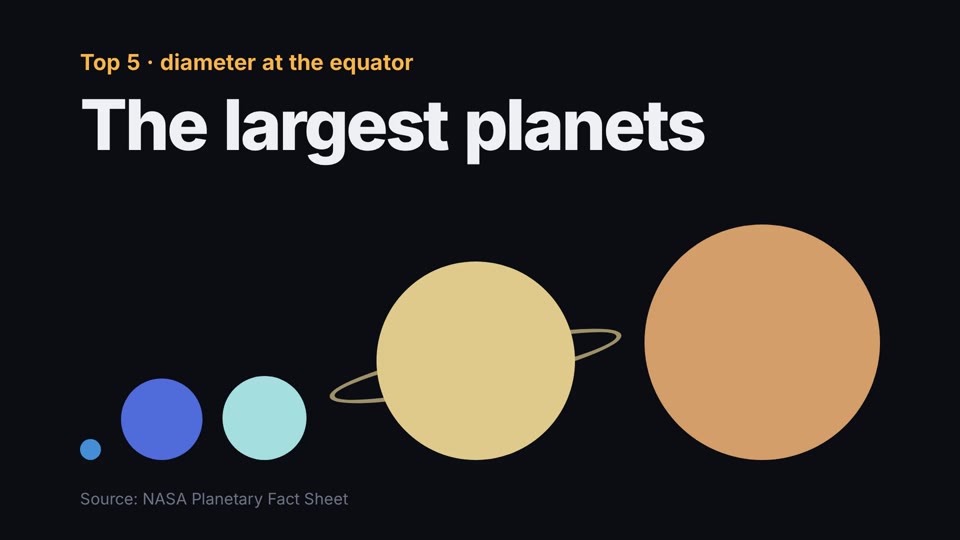 Top 5 · diameter at the equator
The largest planets
Source: NASA Planetary Fact Sheet